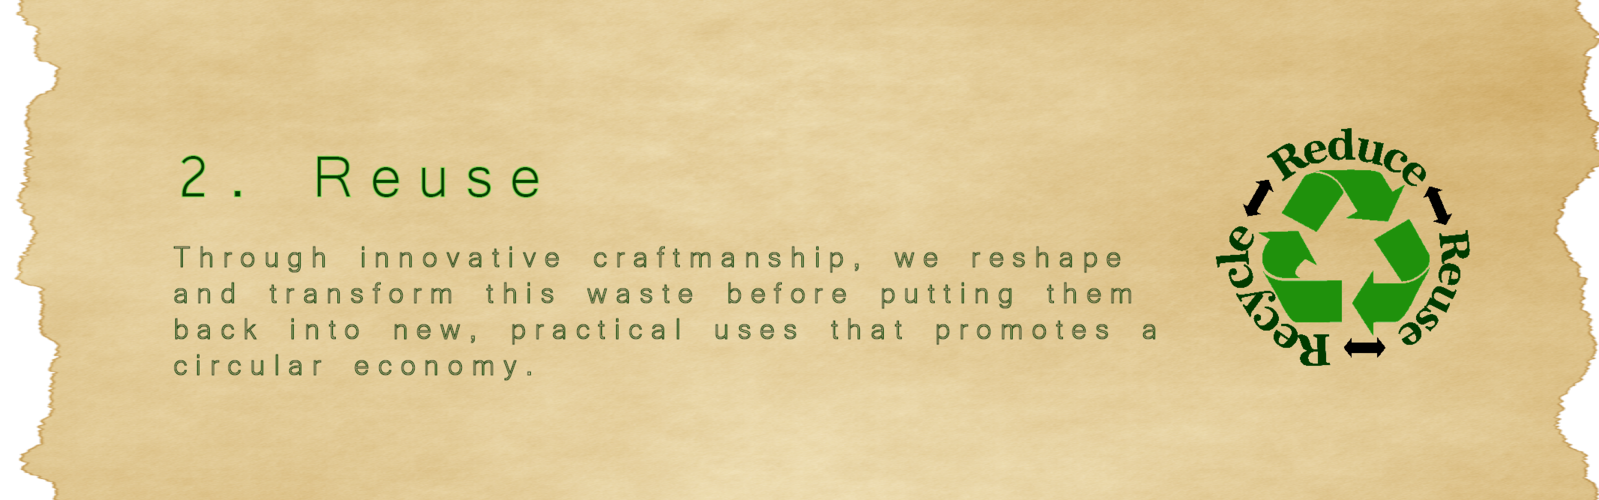 2. Reuse
Through innovative craftmanship, we reshape
and transform this waste before putting them
back into new, practical uses that promotes a
circular economy.
Reduce
Reuse
Recycle